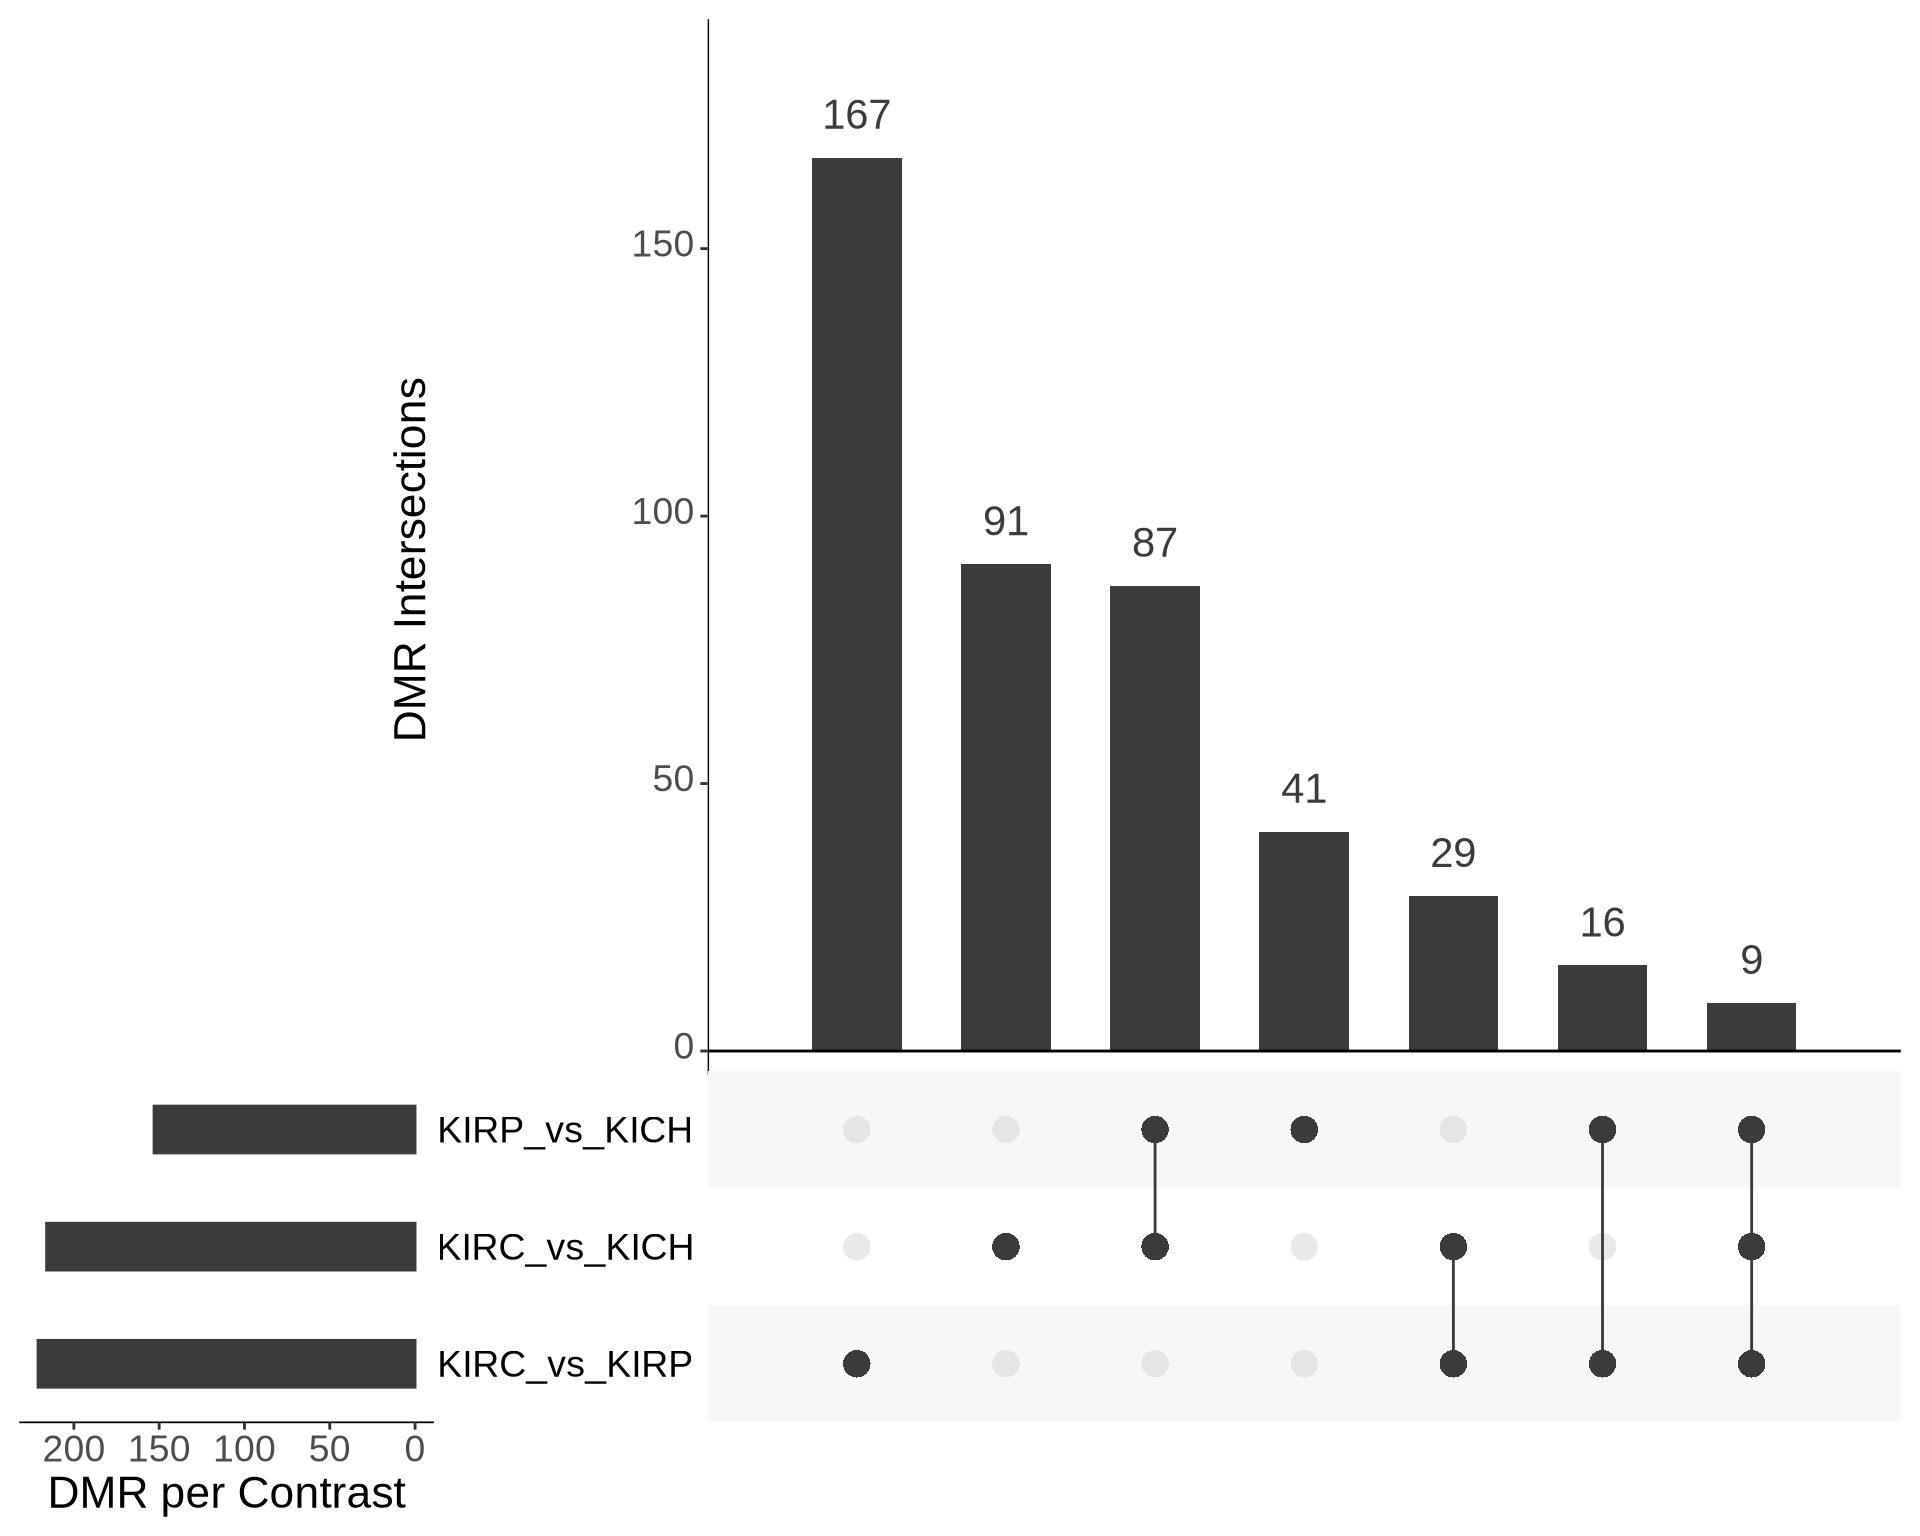 167
150
91
87
100
DMR Intersections
50
41
29
16
9
0
KIRP_vs_KICH
KIRC_vs_KICH
KIRC_vs_KIRP
200 150 100 50 0
DMR per Contrast